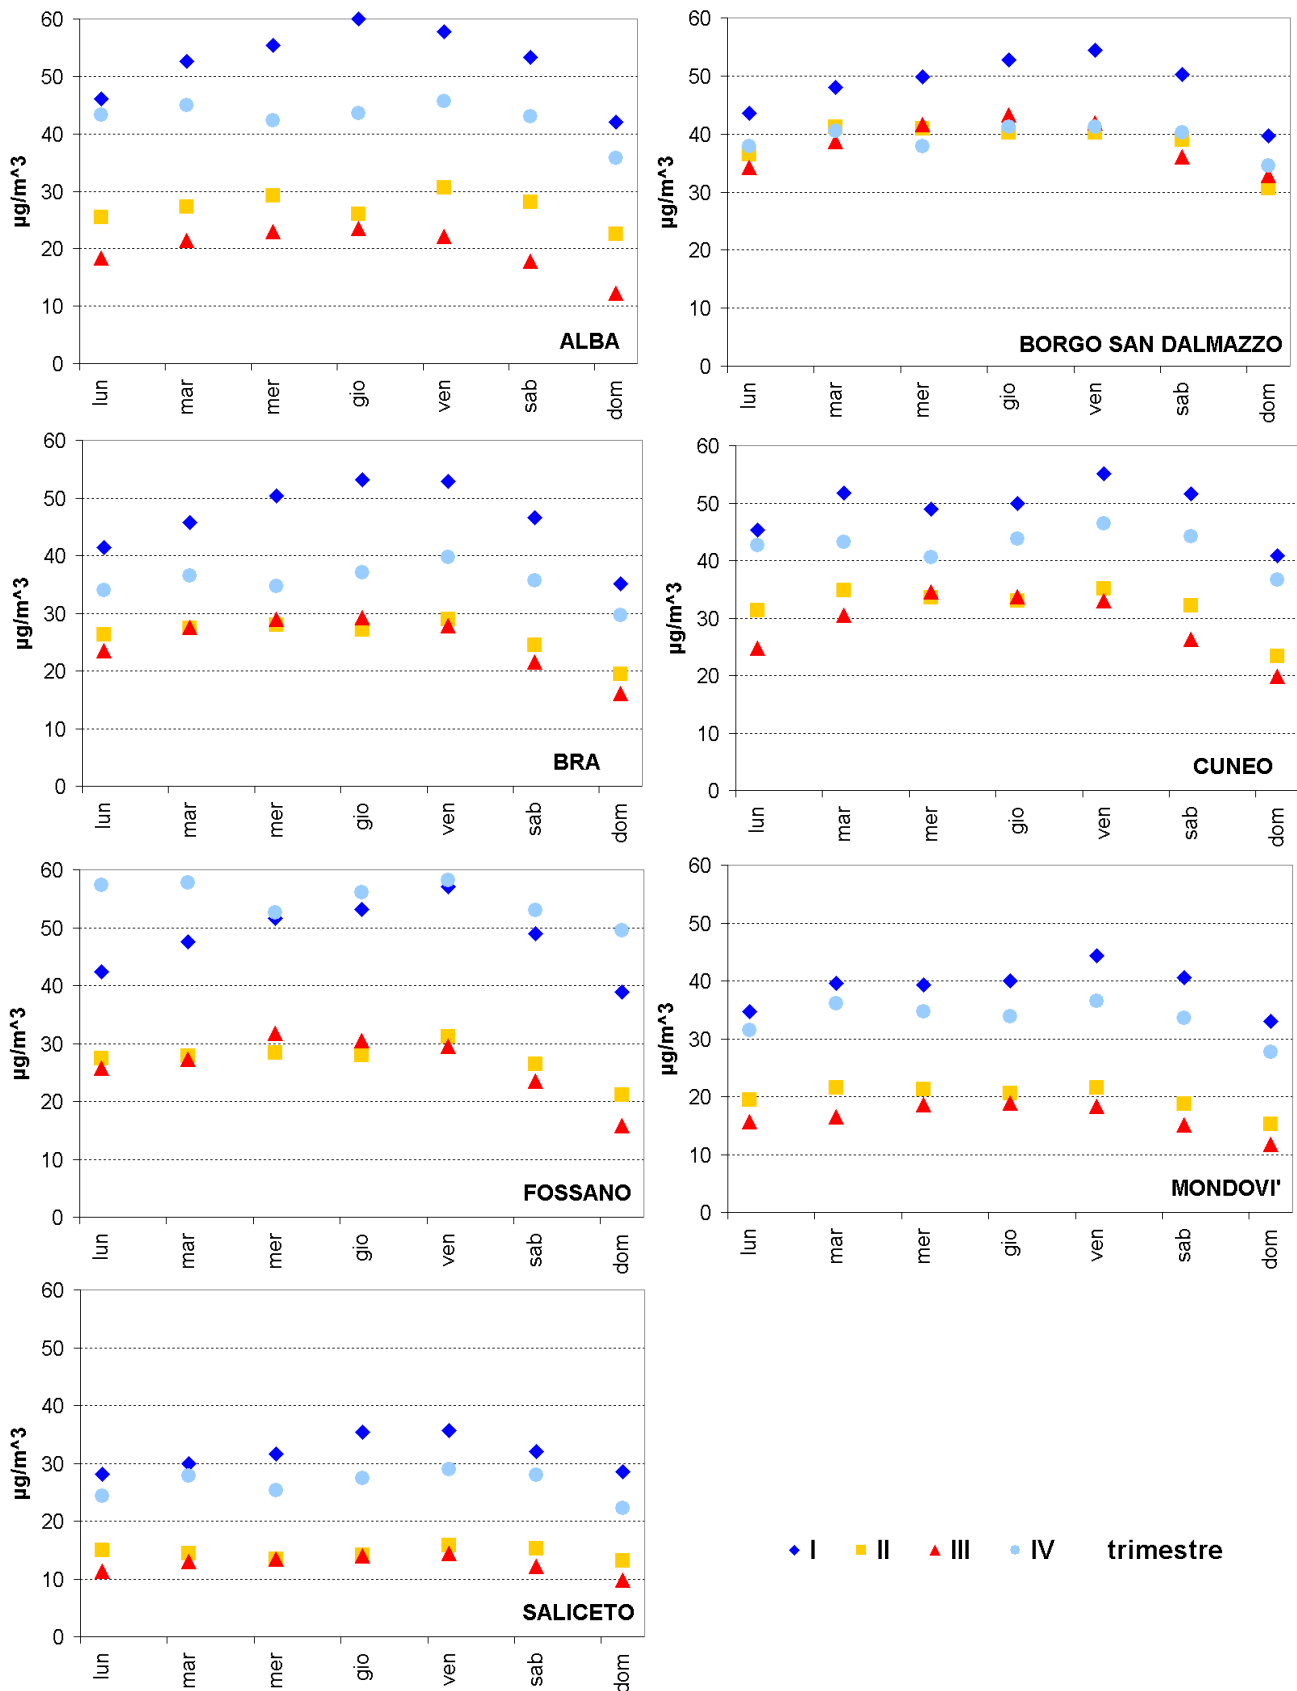 60
50
40
30
20
10
0
µg/m^3
ALBA
lun
mar
mer
gio
ven
sab
dom
60
50
40
30
20
10
0
µg/m^3
BORGO SAN DALMAZZO
lun
mar
mer
gio
ven
sab
dom
60
50
40
30
20
10
0
µg/m^3
BRA
lun
mar
mer
gio
ven
sab
dom
60
50
40
30
20
10
0
µg/m^3
CUNEO
lun
mar
mer
gio
ven
sab
dom
60
50
40
30
20
10
0
µg/m^3
FOSSANO
lun
mar
mer
gio
ven
sab
dom
60
50
40
30
20
10
0
µg/m^3
MONDOVI'
lun
mar
mer
gio
ven
sab
dom
60
50
40
30
20
10
0
µg/m^3
SALICETO
lun
mar
mer
gio
ven
sab
dom
I II III IV trimestre